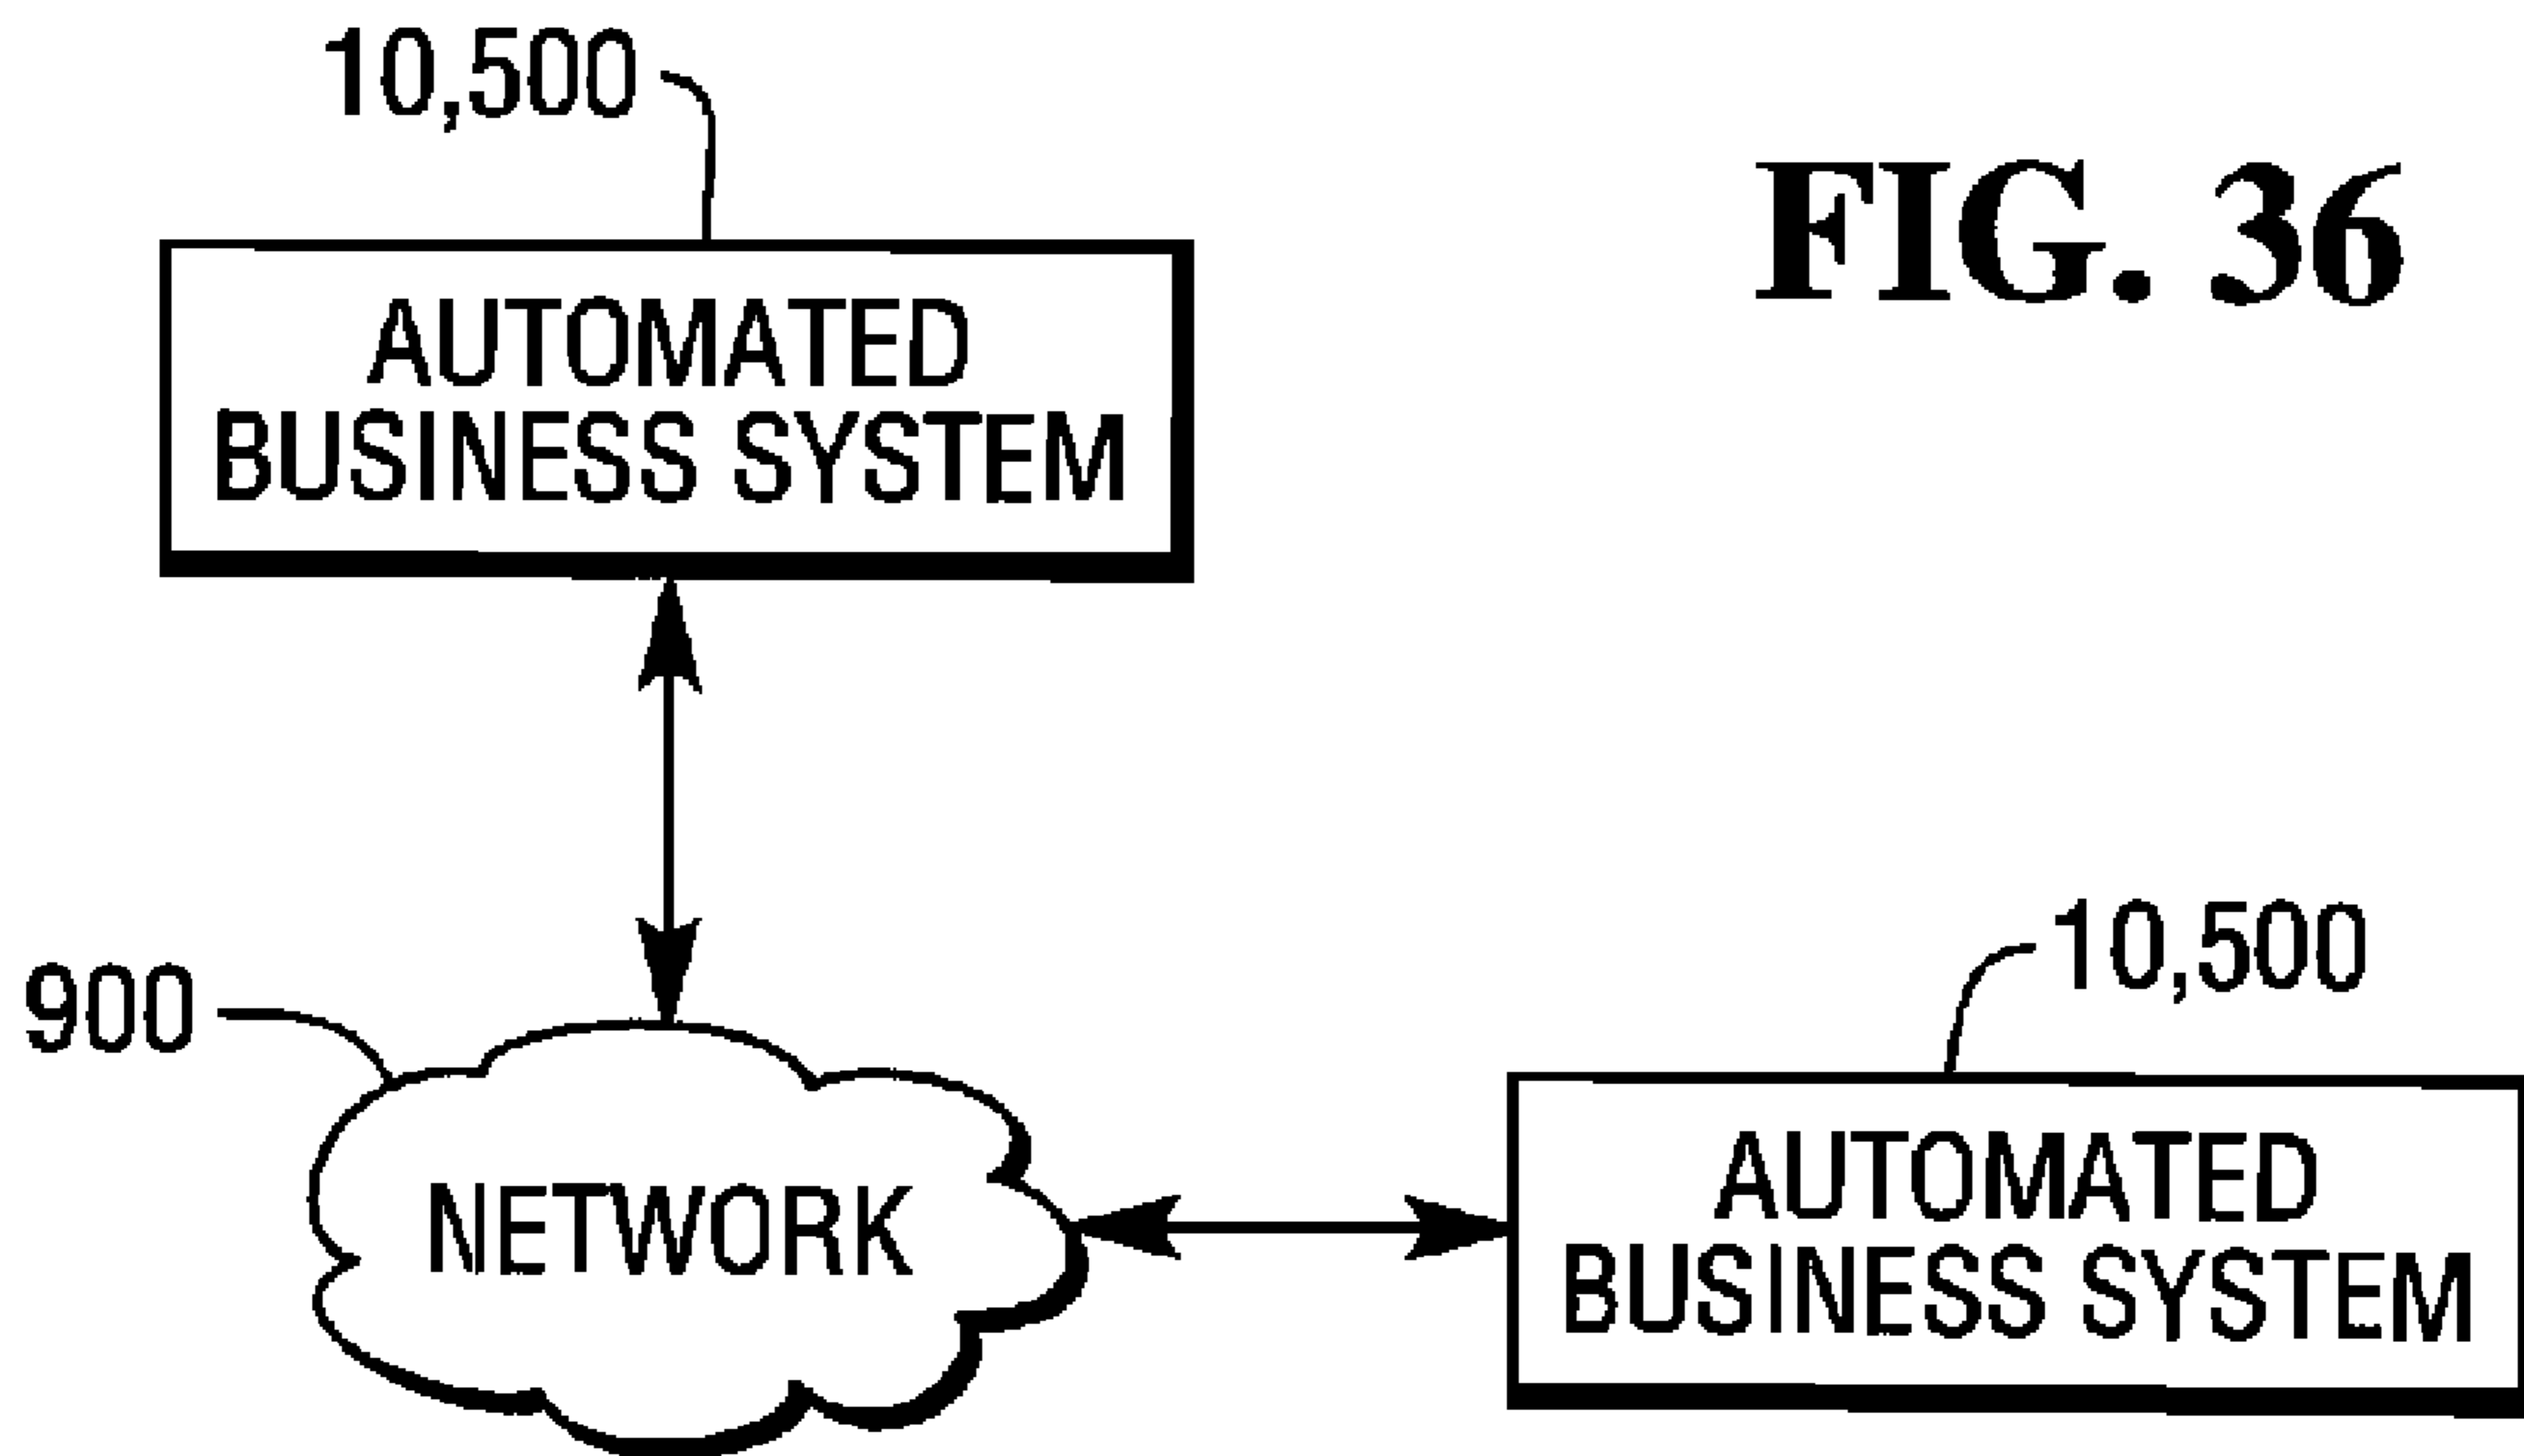 10,500
FIG. 36
AUTOMATED
BUSINESS SYSTEM
900
10,500
NETWORK
AUTOMATED
BUSINESS SYSTEM